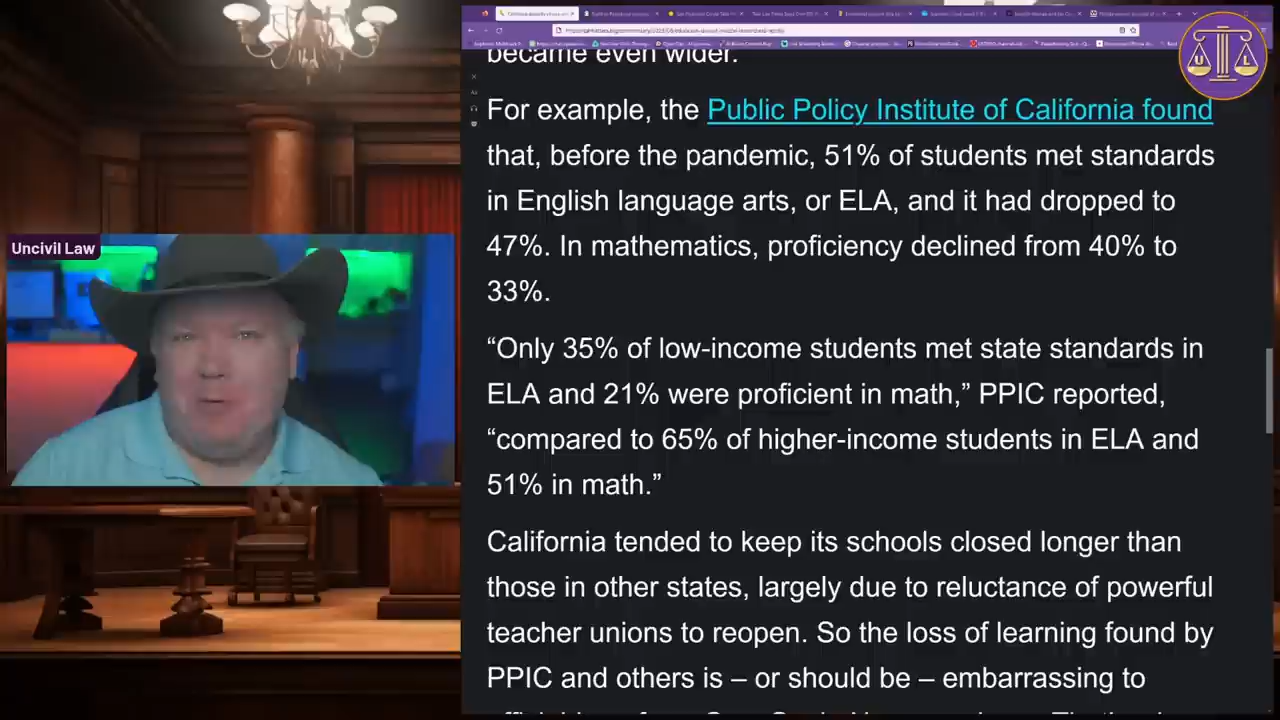 Uncivil Law
U L
became even wider.
For example, the Public Policy Institute of California found
that, before the pandemic, 51% of students met standards
in English language arts, or ELA, and it had dropped to
47%. In mathematics, proficiency declined from 40% to
33%.
“Only 35% of low-income students met state standards in
ELA and 21% were proficient in math,” PPIC reported,
“compared to 65% of higher-income students in ELA and
51% in math.”
California tended to keep its schools closed longer than
those in other states, largely due to reluctance of powerful
teacher unions to reopen. So the loss of learning found by
PPIC and others is – or should be – embarrassing to